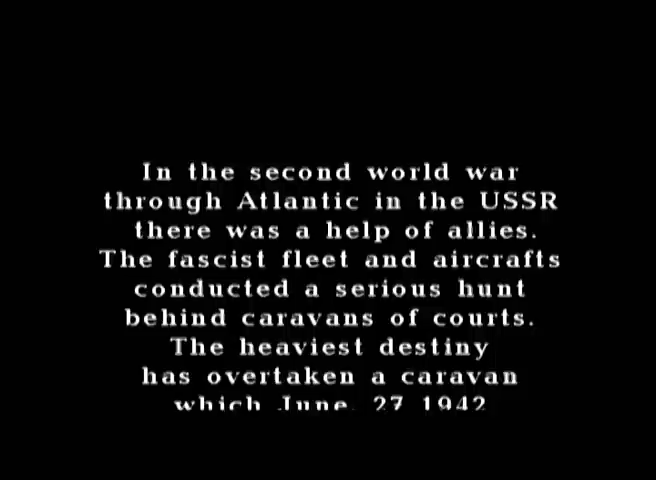 In the second world war
through Atlantic in the USSR
there was a help of allies.
The fascist fleet and aircrafts
conducted a serious hunt
behind caravans of courts.
The heaviest destiny
has overtaken a caravan
which June, 27 1942